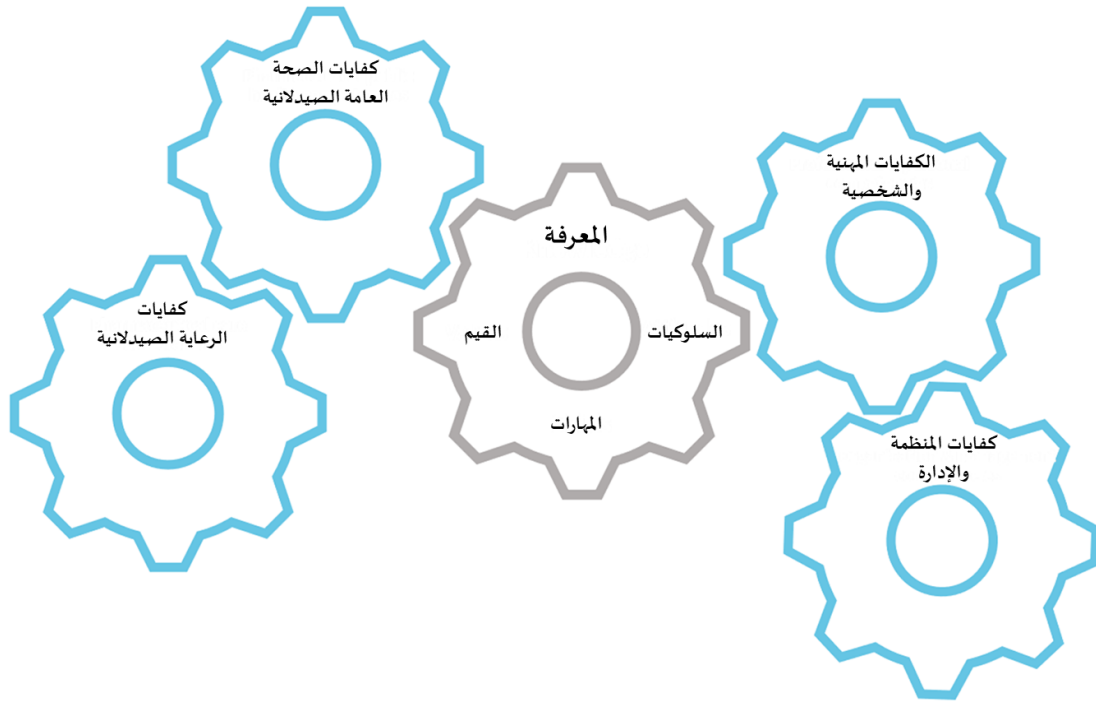 كفايات الصحة
العامة الصيدلانية
الكفايات المهنية
والشخصية
المعرفة
القيم
السلوكيات
المهارات
كفايات
الرعاية الصيدلانية
كفايات المنظمة
والإدارة